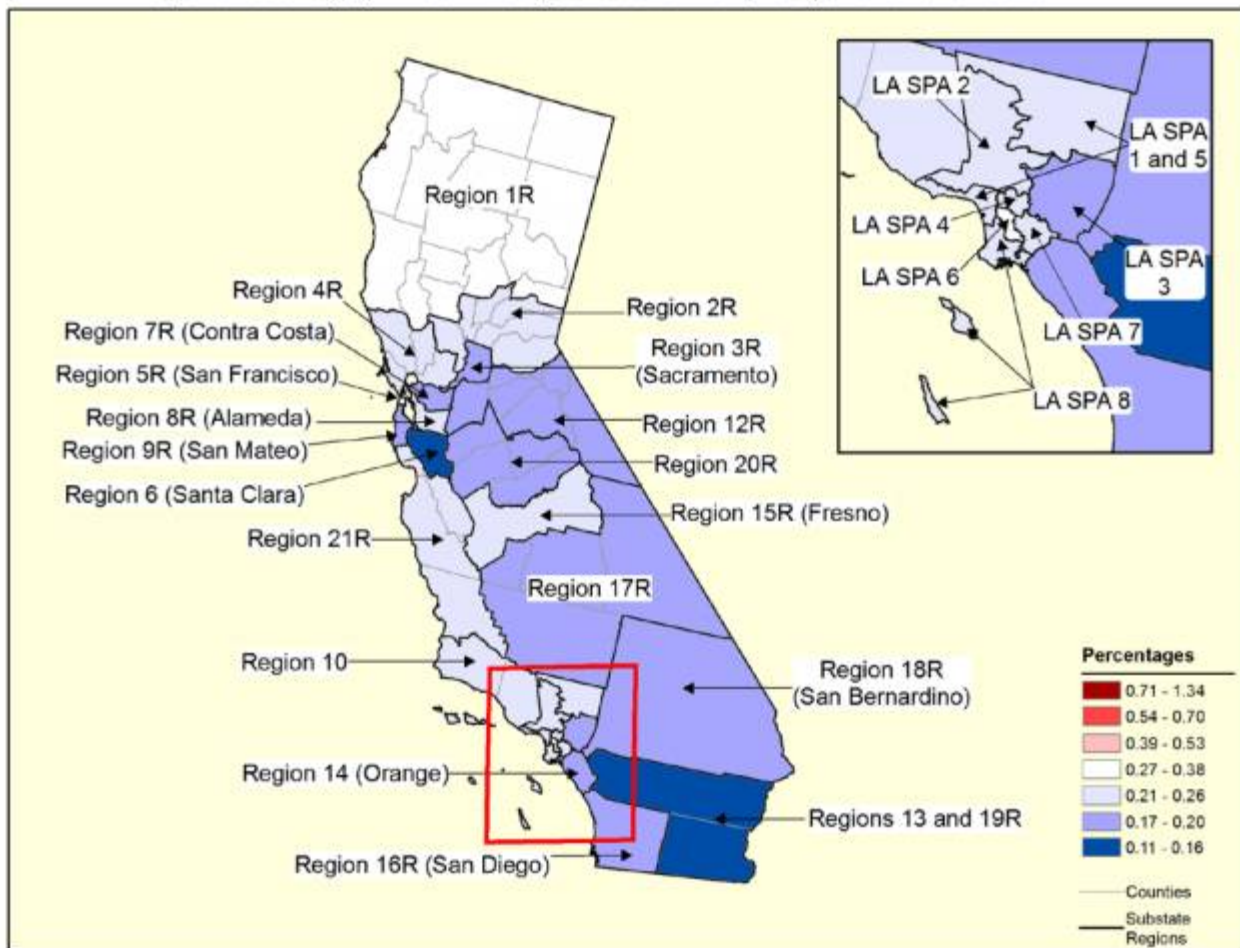 LA SPA 2
LA SPA
1 and 5
LA SPA 4
LA SPA 6
LA SPA
3
LA SPA 7
LA SPA 8
Region 1R
Region 4R
Region 7R (Contra Costa)
Region 5R (San Francisco)
Region 8R (Alameda)
Region 9R (San Mateo)
Region 6 (Santa Clara)
Region 2R
Region 3R
(Sacramento)
Region 12R
Region 20R
Region 15R (Fresno)
Region 21R
Region 17R
Region 10
Region 18R
(San Bernardino)
Region 14 (Orange)
Regions 13 and 19R
Region 16R (San Diego)
Percentages
0.71 - 1.34
0.54 - 0.70
0.39 - 0.53
0.27 - 0.38
0.21 - 0.26
0.17 - 0.20
0.11 - 0.16
Counties
Substate
Regions